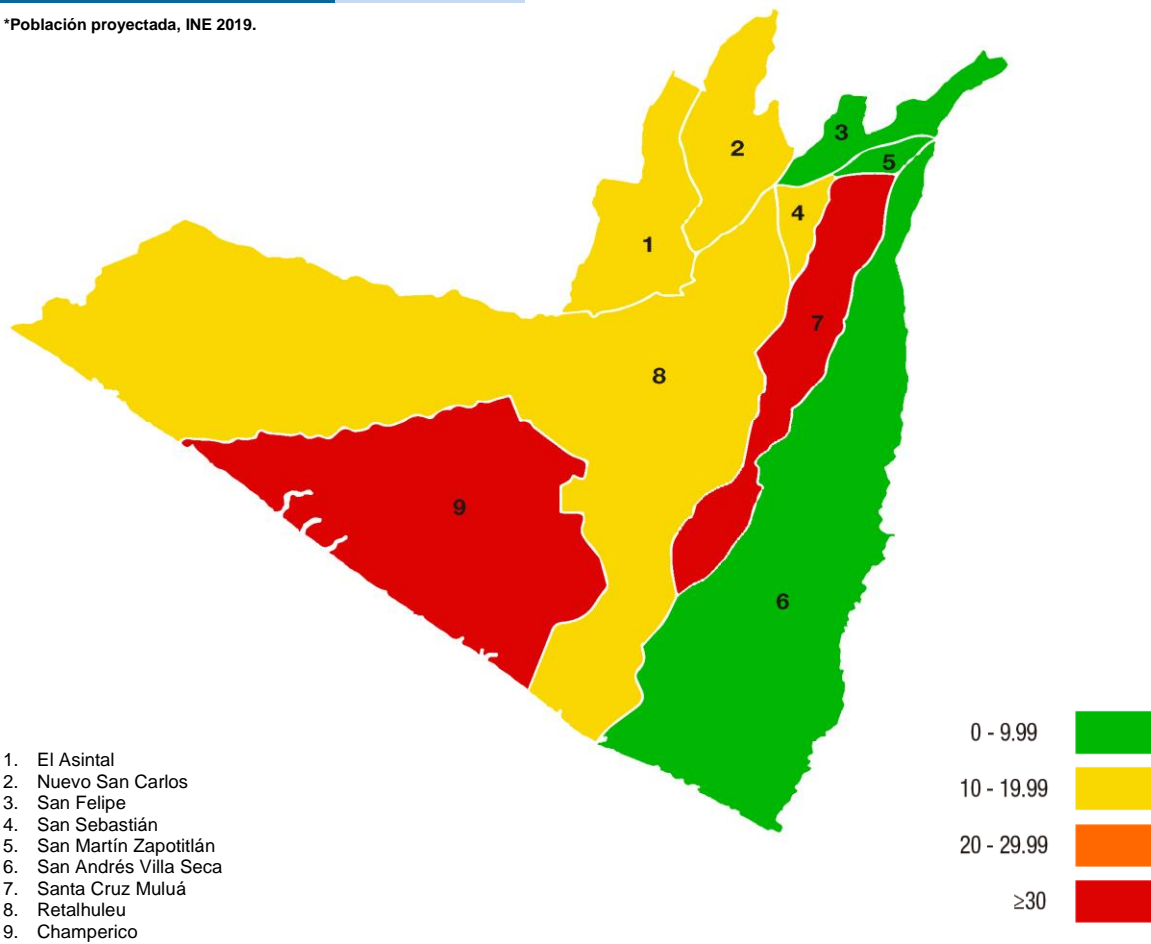 *Población proyectada, INE 2019.
3
2
5
4
1
7
8
9
6
0 - 9.99
10 - 19.99
20 - 29.99
≥30
1. El Asintal
2. Nuevo San Carlos
3. San Felipe
4. San Sebastián
5. San Martín Zapotitlán
6. San Andrés Villa Seca
7. Santa Cruz Muluá
8. Retalhuleu
9. Champerico